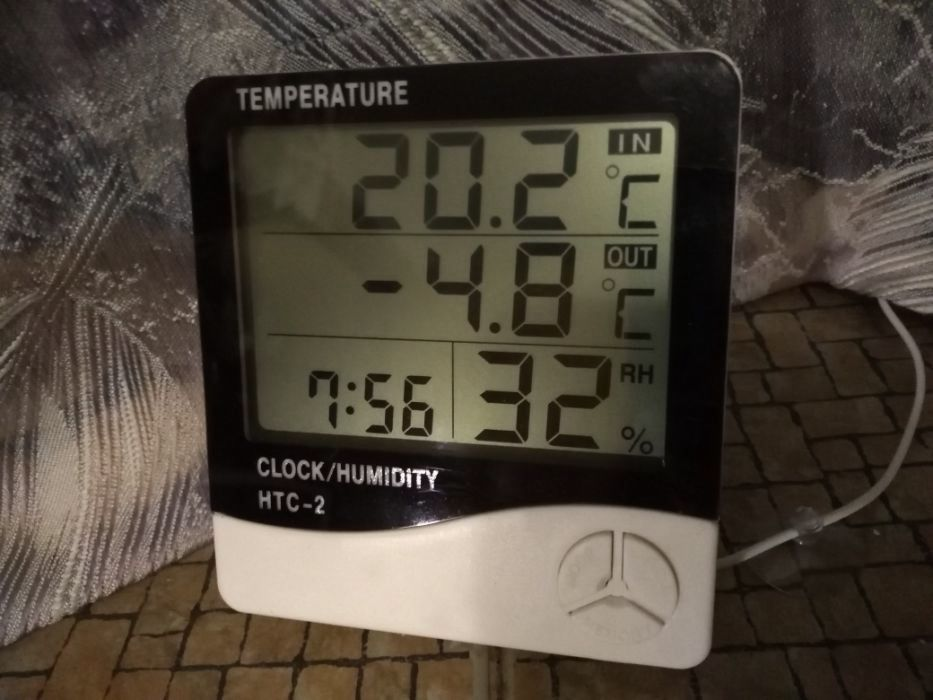 TEMPERATURE
20.2 °C IN
-4.8 °C OUT
7:56 32 % RH
CLOCK/HUMIDITY
HTC-2